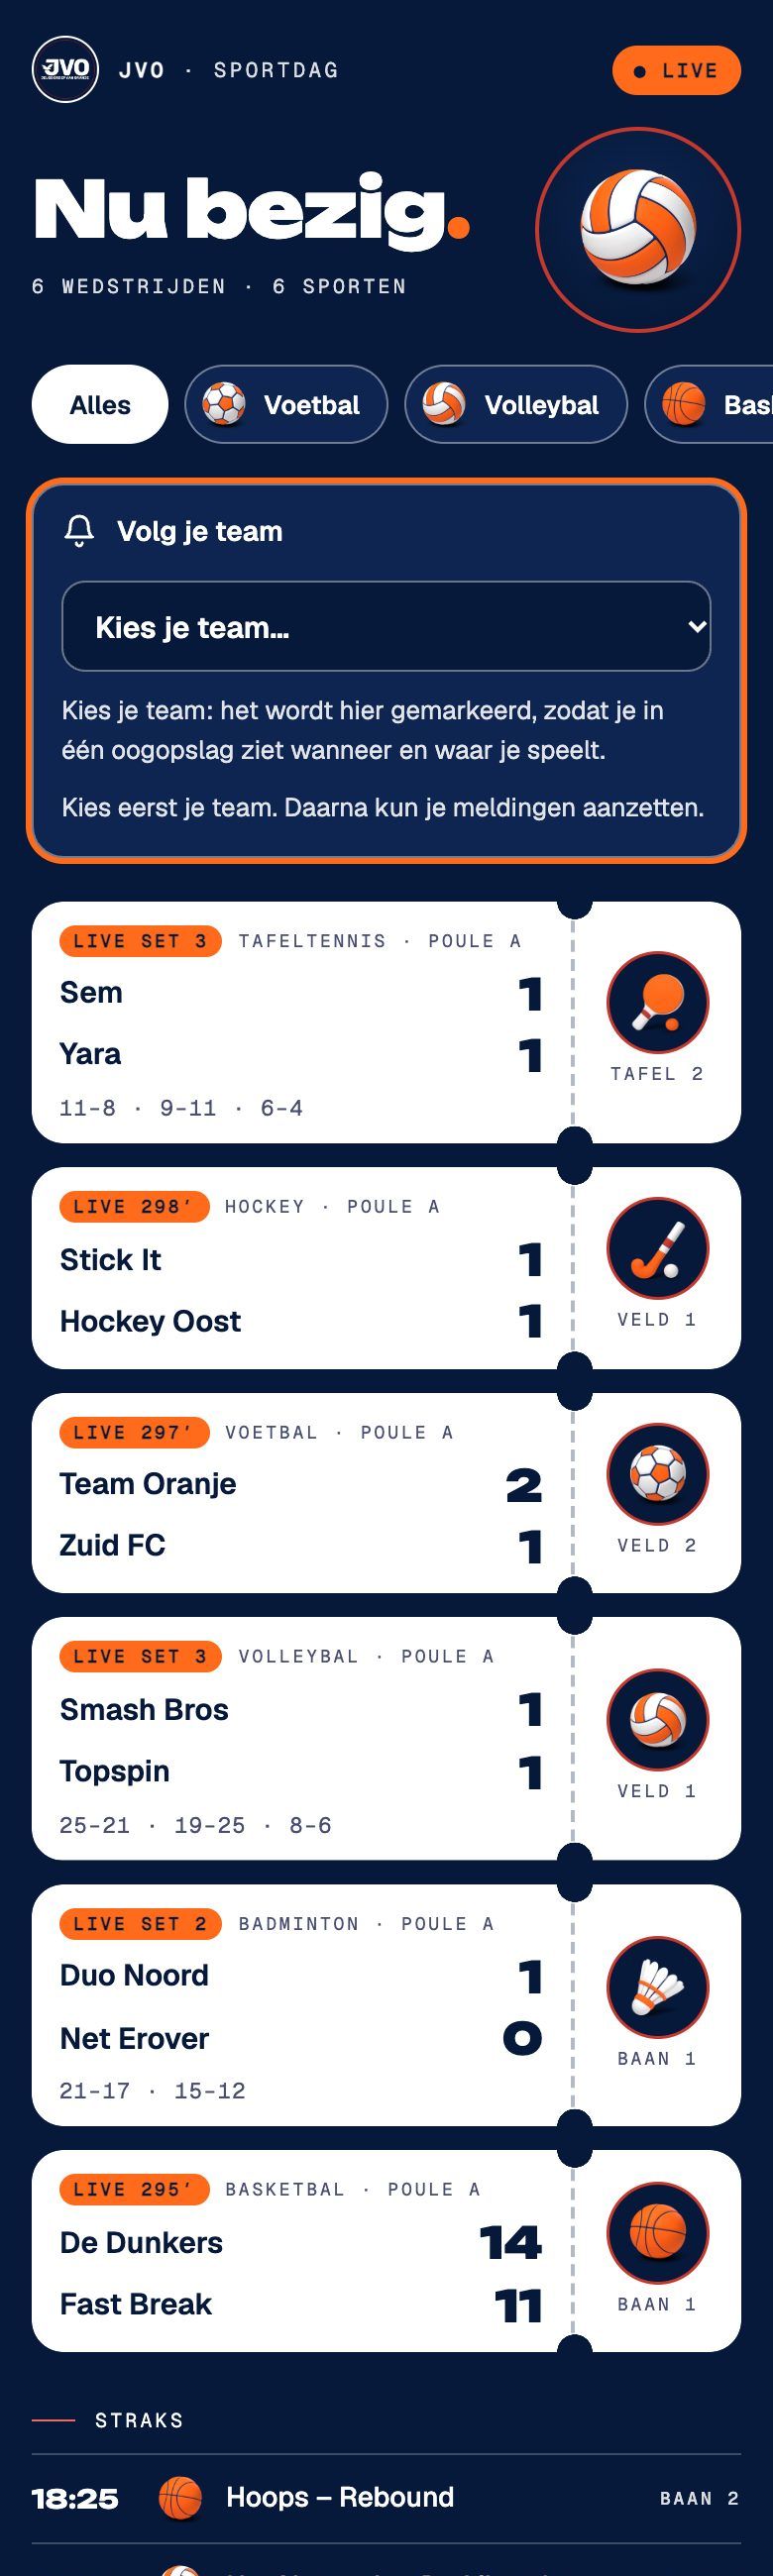 JVO
JVO · SPORTDAG
● LIVE
Nu bezig.
6 WEDSTRIJDEN · 6 SPORTEN
Alles
Voetbal
Volleybal
Volg je team
Kies je team...
Kies je team: het wordt hier gemarkeerd, zodat je in
één oogopslag ziet wanneer en waar je speelt.
Kies eerst je team. Daarna kun je meldingen aanzetten.
LIVE SET 3 TAFELTENNIS · POULE A
Sem 1
Yara 1
11–8 · 9–11 · 6–4
TAFEL 2
LIVE 298′ HOCKEY · POULE A
Stick It 1
Hockey Oost 1
VELD 1
LIVE 297′ VOETBAL · POULE A
Team Oranje 2
Zuid FC 1
VELD 2
LIVE SET 3 VOLLEYBAL · POULE A
Smash Bros 1
Topspin 1
25–21 · 19–25 · 8–6
VELD 1
LIVE SET 2 BADMINTON · POULE A
Duo Noord 1
Net Erover 0
21–17 · 15–12
BAAN 1
LIVE 295′ BASKETBAL · POULE A
De Dunkers 14
Fast Break 11
BAAN 1
STRAKS
18:25 Hoops – Rebound BAAN 2